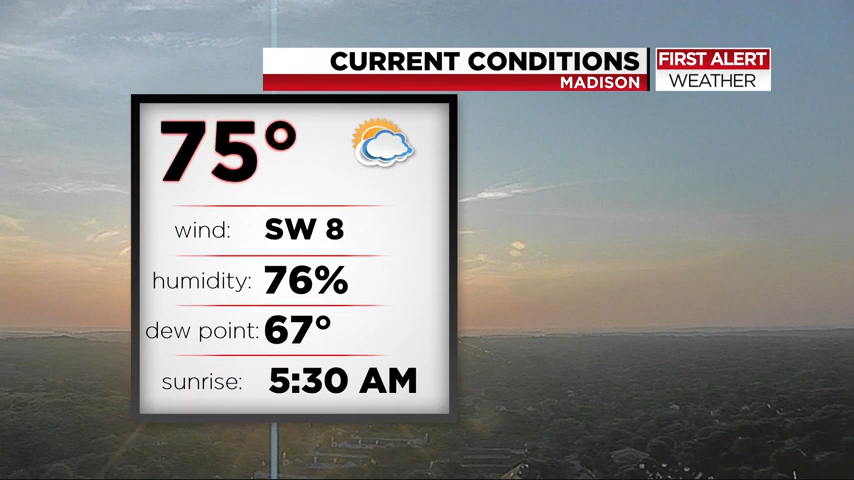 CURRENT CONDITIONS
MADISON
FIRST ALERT
WEATHER
75°
wind: SW 8
humidity: 76%
dew point: 67°
sunrise: 5:30 AM